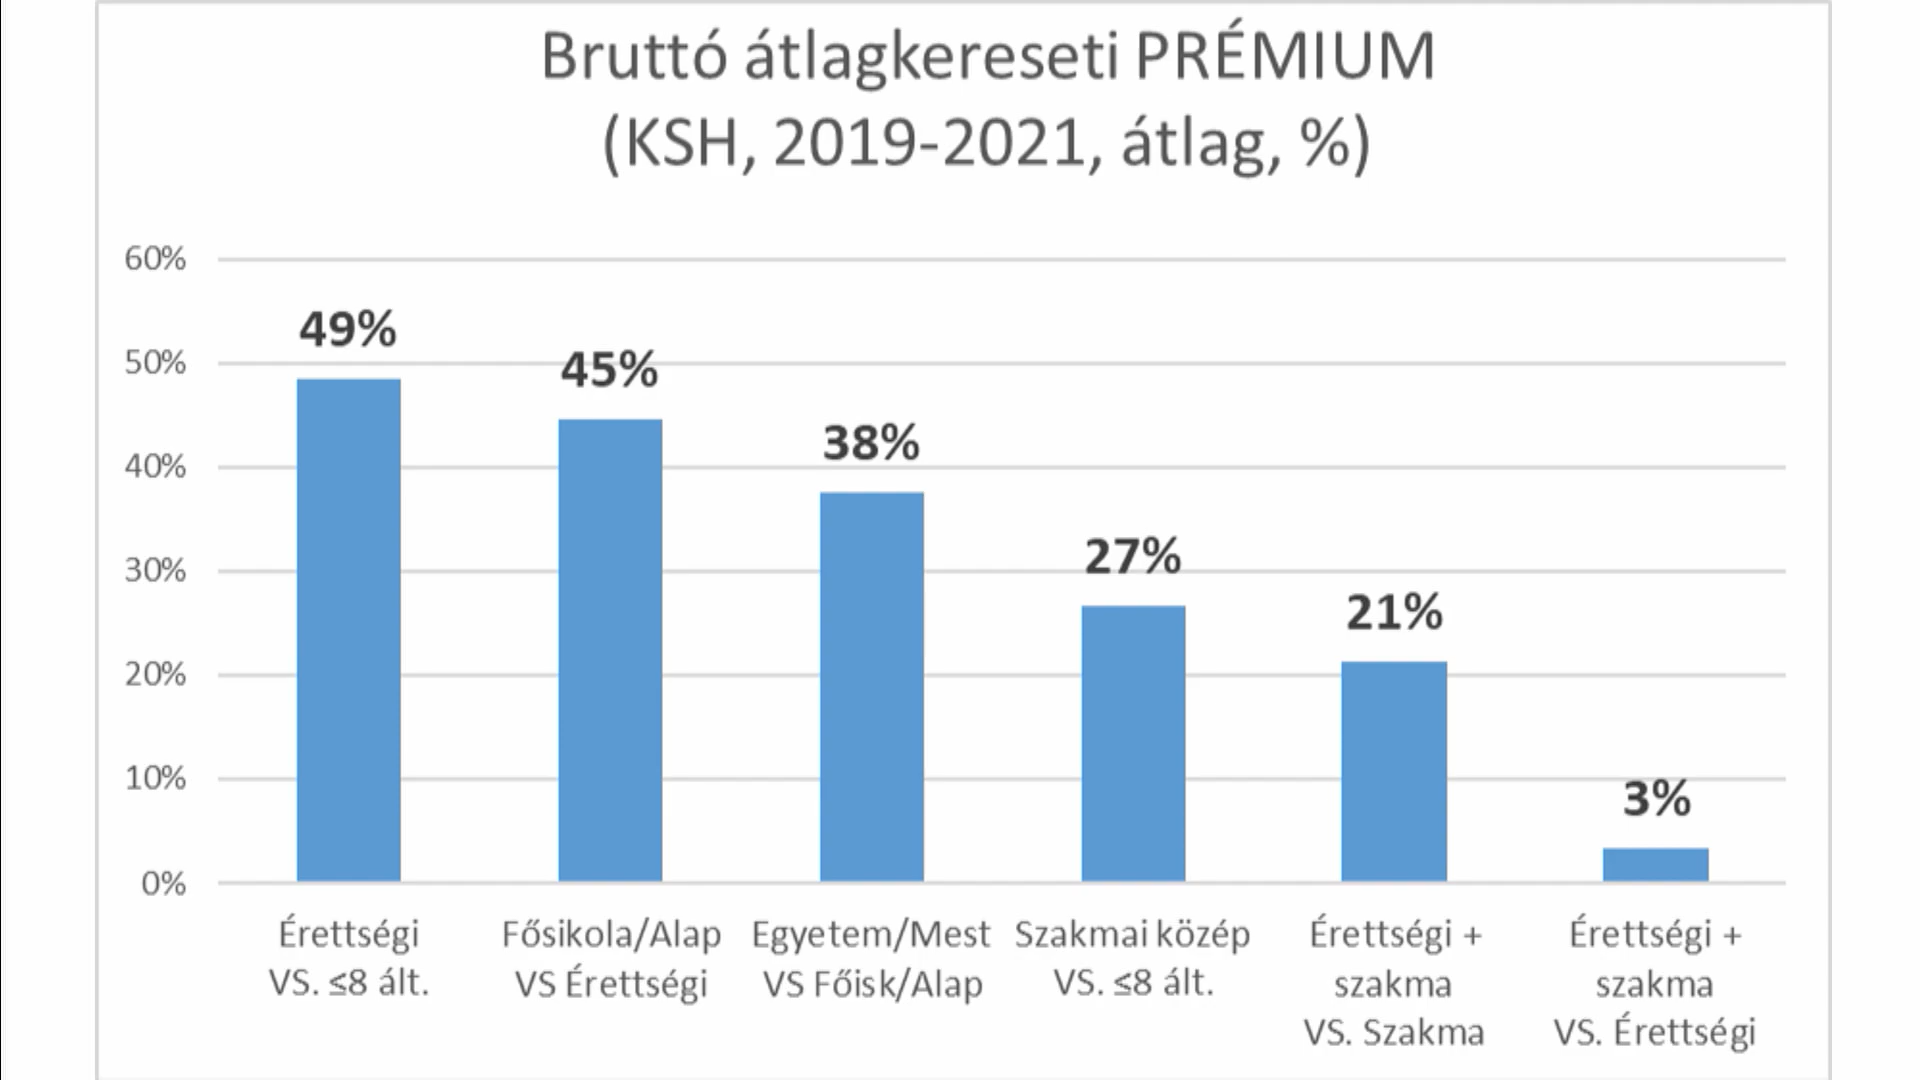 Bruttó átlagkereseti PRÉMIUM
(KSH, 2019-2021, átlag, %)
60%
50%
40%
30%
20%
10%
0%
49%
45%
38%
27%
21%
3%
Érettségi
VS. ≤8 ált.
Fősikola/Alap
VS Érettségi
Egyetem/Mest
VS Főisk/Alap
Szakmai közép
VS. ≤8 ált.
Érettségi +
szakma
VS. Szakma
Érettségi +
szakma
VS. Érettségi